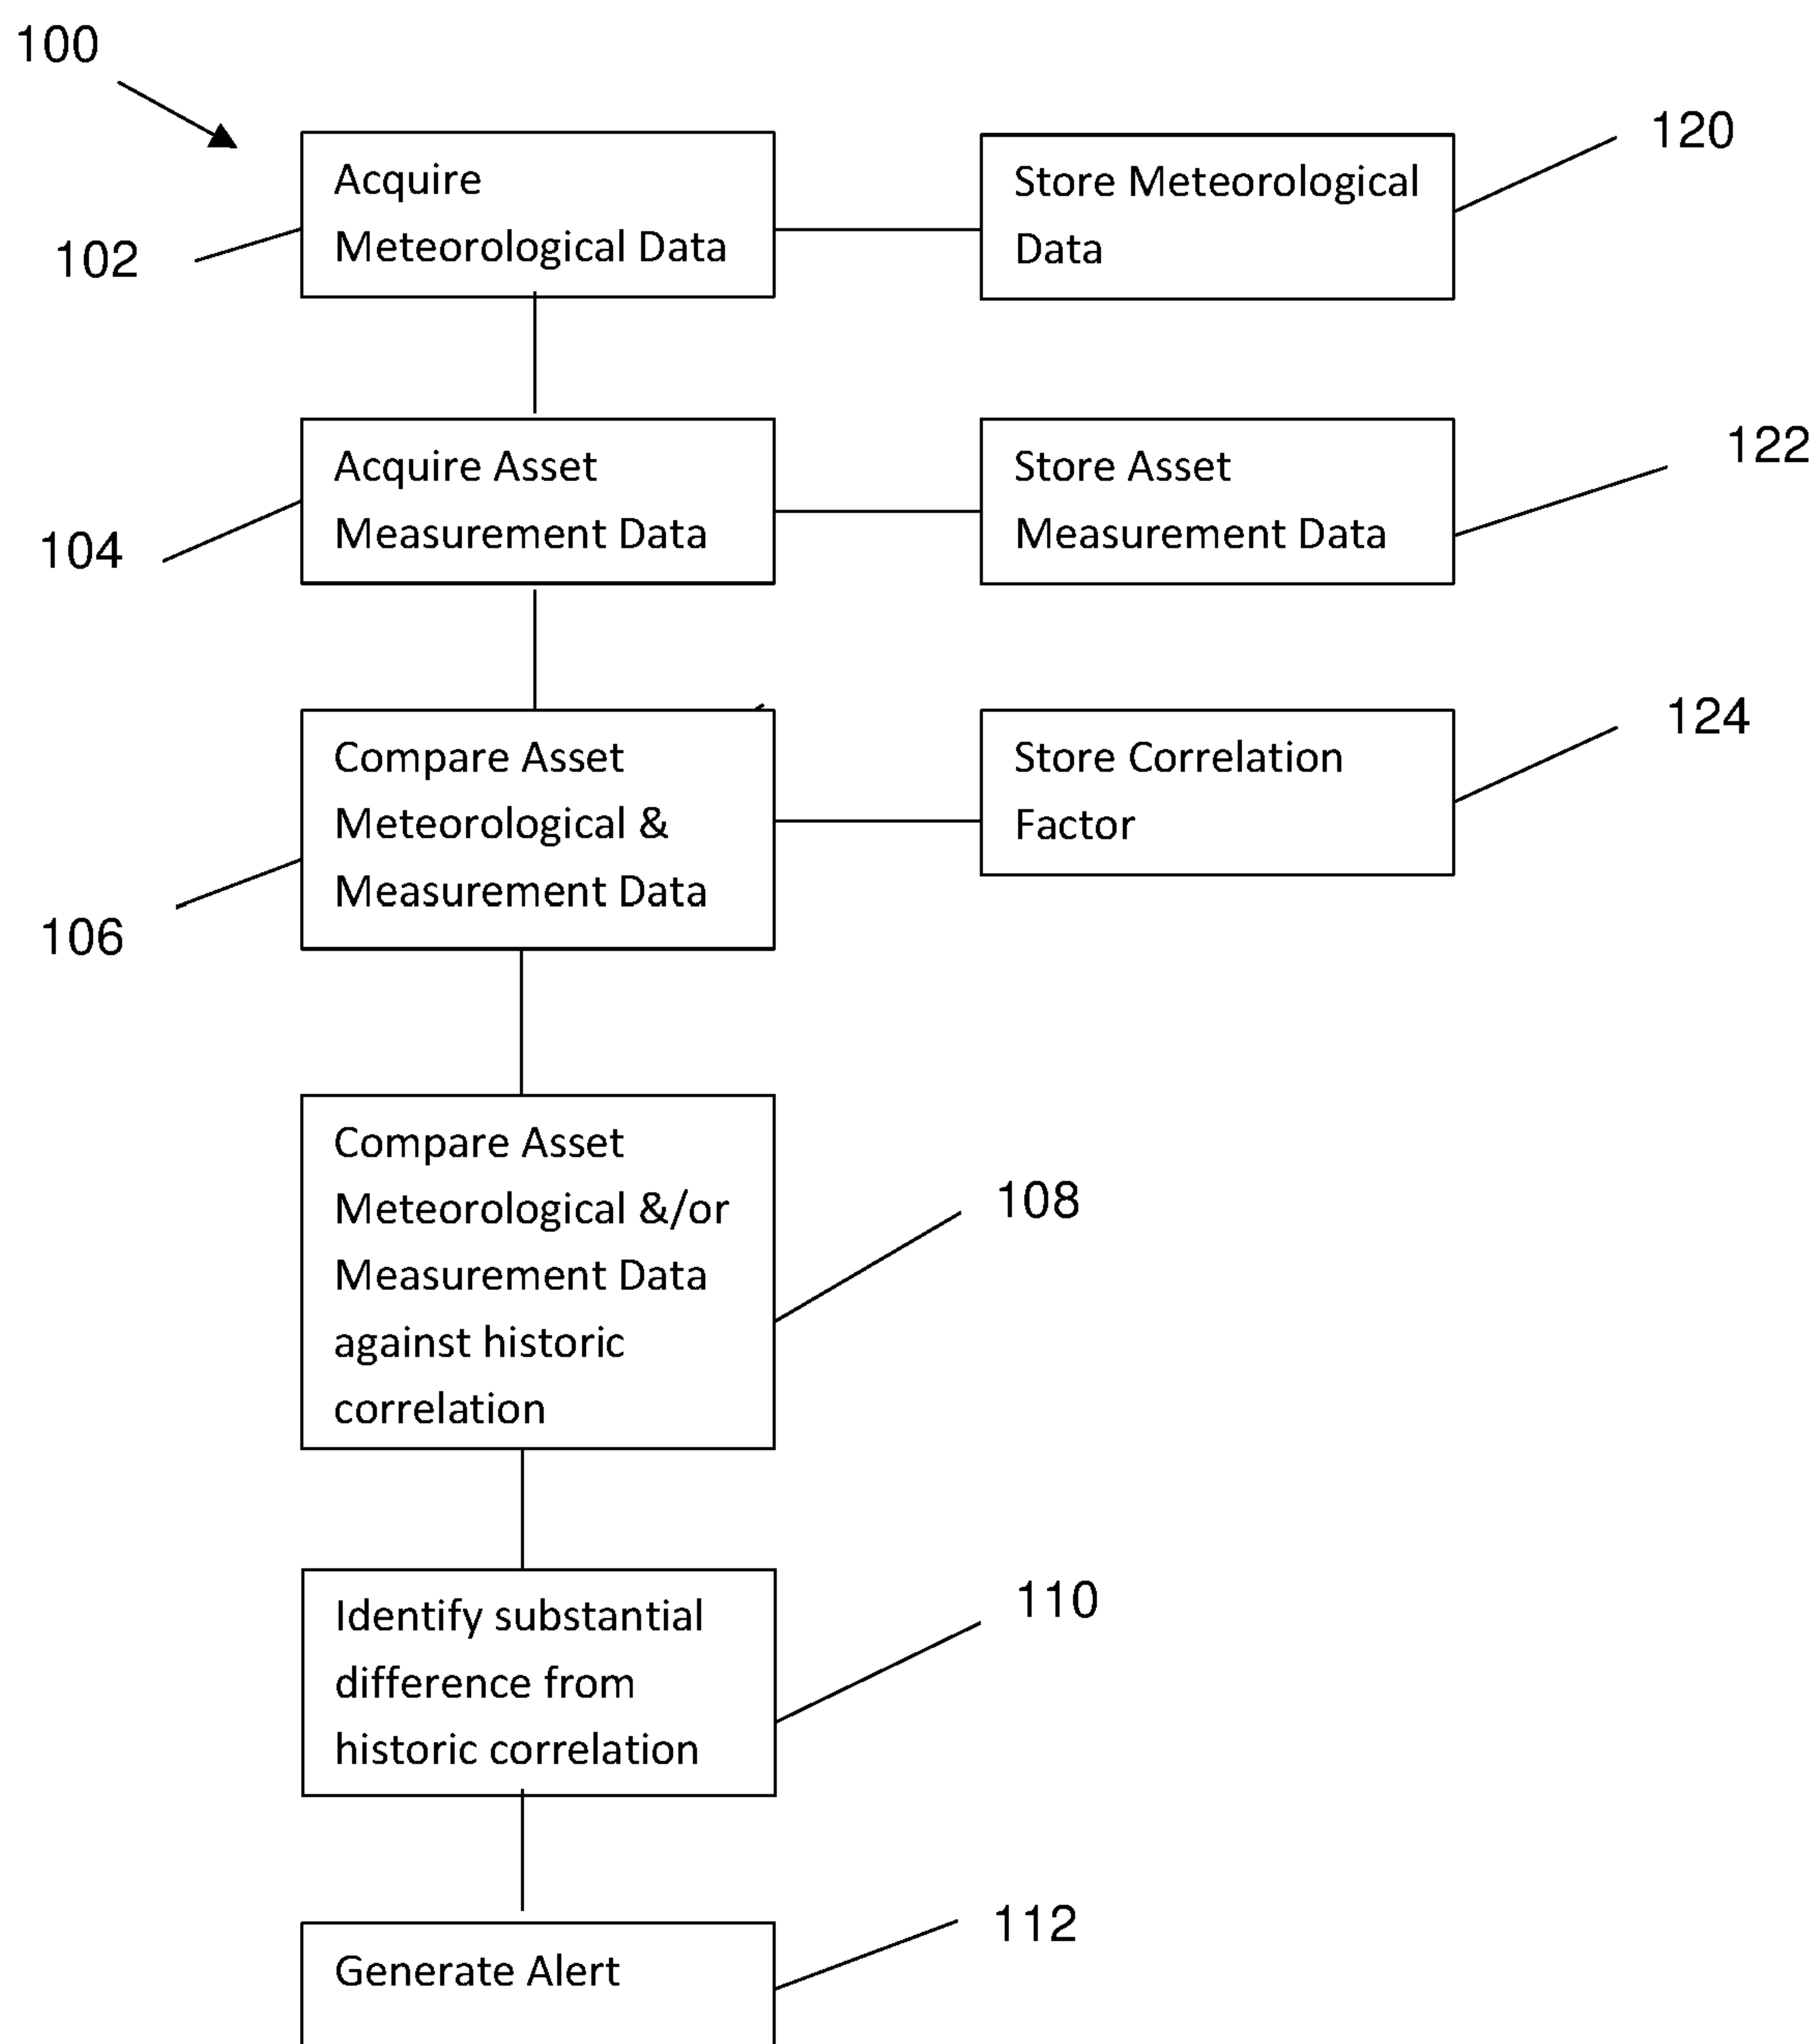 100
Acquire
Meteorological Data
102
Store Meteorological
Data
120
Acquire Asset
Measurement Data
104
Store Asset
Measurement Data
122
Compare Asset
Meteorological &
Measurement Data
106
Store Correlation
Factor
124
Compare Asset
Meteorological &/or
Measurement Data
against historic
correlation
108
Identify substantial
difference from
historic correlation
110
Generate Alert
112